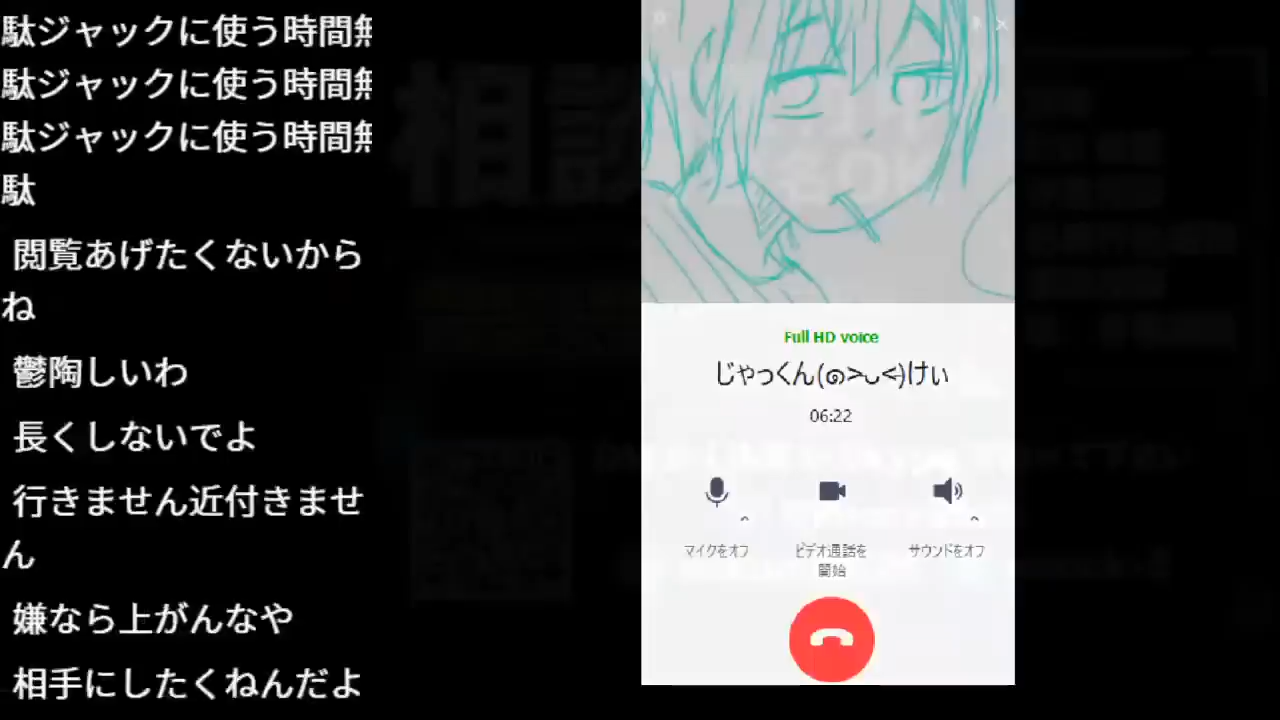 駄ジャックに使う時間無
駄ジャックに使う時間無
駄ジャックに使う時間無
駄
閲覧あげたくないから
ね
鬱陶しいわ
長くしないでよ
行きません近付きませ
ん
嫌なら上がんなや
相手にしたくねんだよ
相談
名OK
Full HD voice
じゃっくん(๑>ᴗ<)けぃ
06:22
マイクをオフ
ビデオ通話を
開始
サウンドをオフ